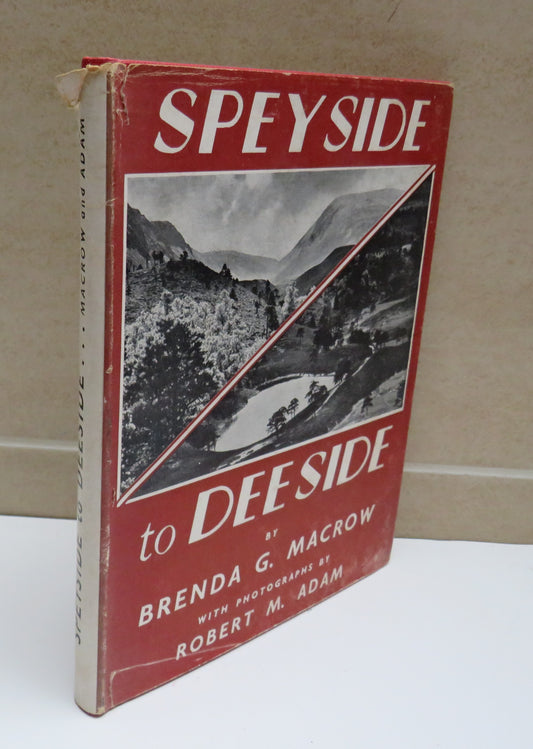 SPEYSIDE
to DEESIDE
BY
BRENDA G. MACROW
WITH PHOTOGRAPHS BY
ROBERT M. ADAM
SPEYSIDE to DEESIDE . . . MACROW and ADAM